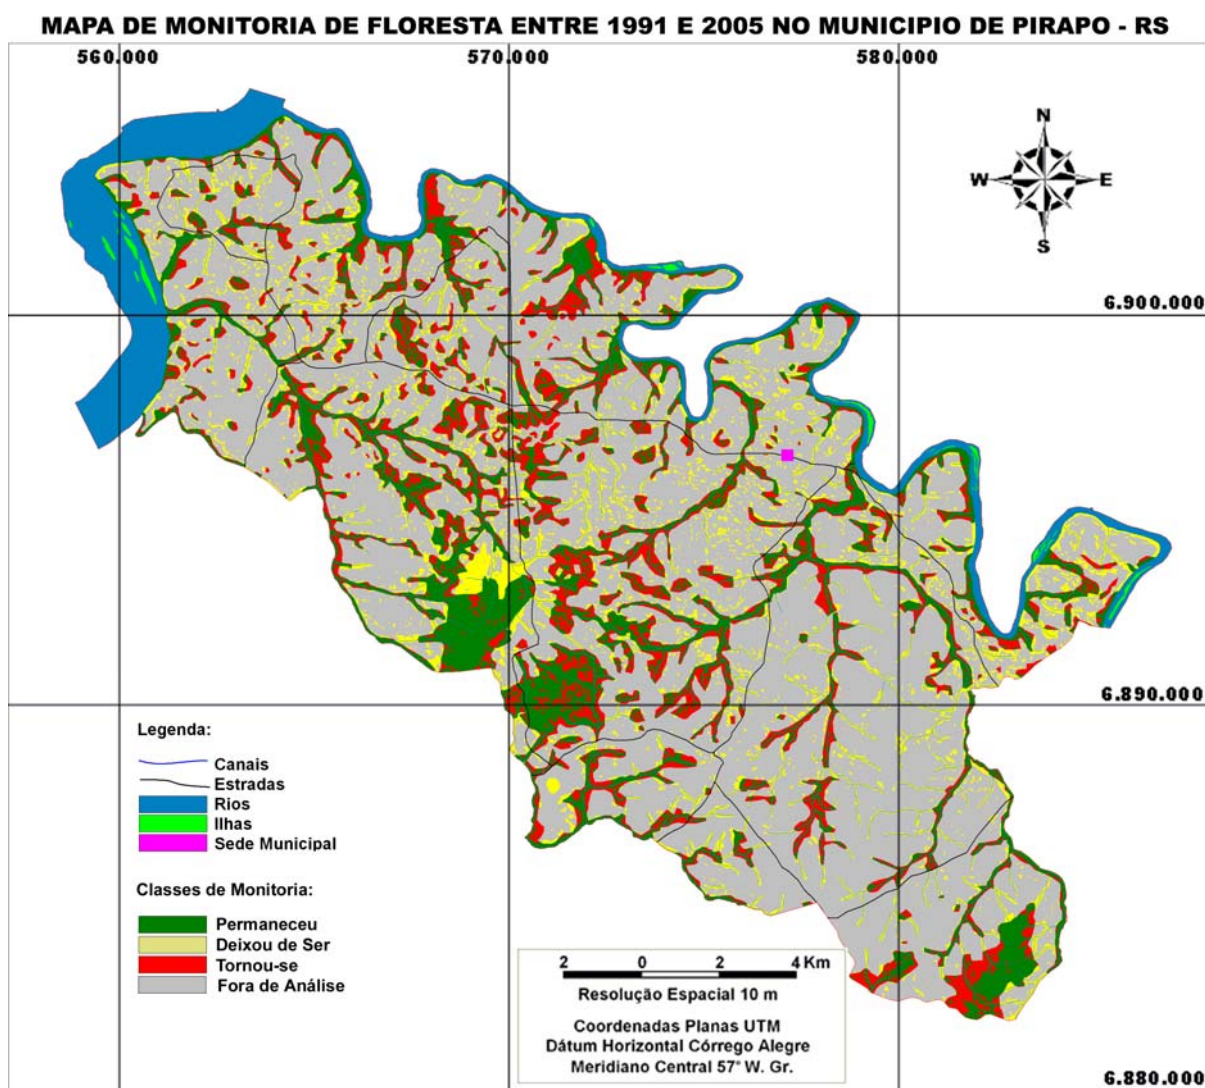 MAPA DE MONITORIA DE FLORESTA ENTRE 1991 E 2005 NO MUNICIPIO DE PIRAPO - RS
560.000 570.000 580.000
N
W E
S
6.900.000
6.890.000
Legenda:
Canais
Estradas
Rios
Ilhas
Sede Municipal
Classes de Monitoria:
Permaneceu
Deixou de Ser
Tornou-se
Fora de Análise
2 0 2 4 Km
Resolução Espacial 10 m
Coordenadas Planas UTM
Dátum Horizontal Córrego Alegre
Meridiano Central 57° W. Gr.
6.880.000